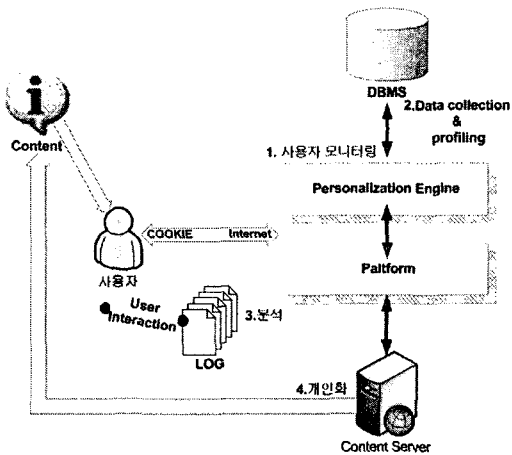 DBMS
2.Data collection
&
profiling
Content
1. 사용자 모니터링
Personalization Engine
COOKIE
Internet
Paltform
사용자
User
Interaction
3.분석
LOG
4.개인화
Content Server